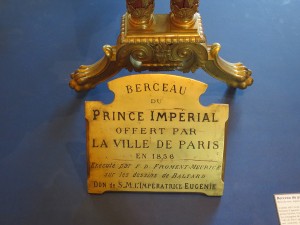 BERCEAU
DU
PRINCE IMPÉRIAL
OFFERT PAR
LA VILLE DE PARIS
EN 1856
EXÉCUTÉ PAR F. D. FROMENT-MEURICE
SUR LES DESSINS DE BALTARD
DON DE S.M. L'IMPÉRATRICE EUGÉNIE